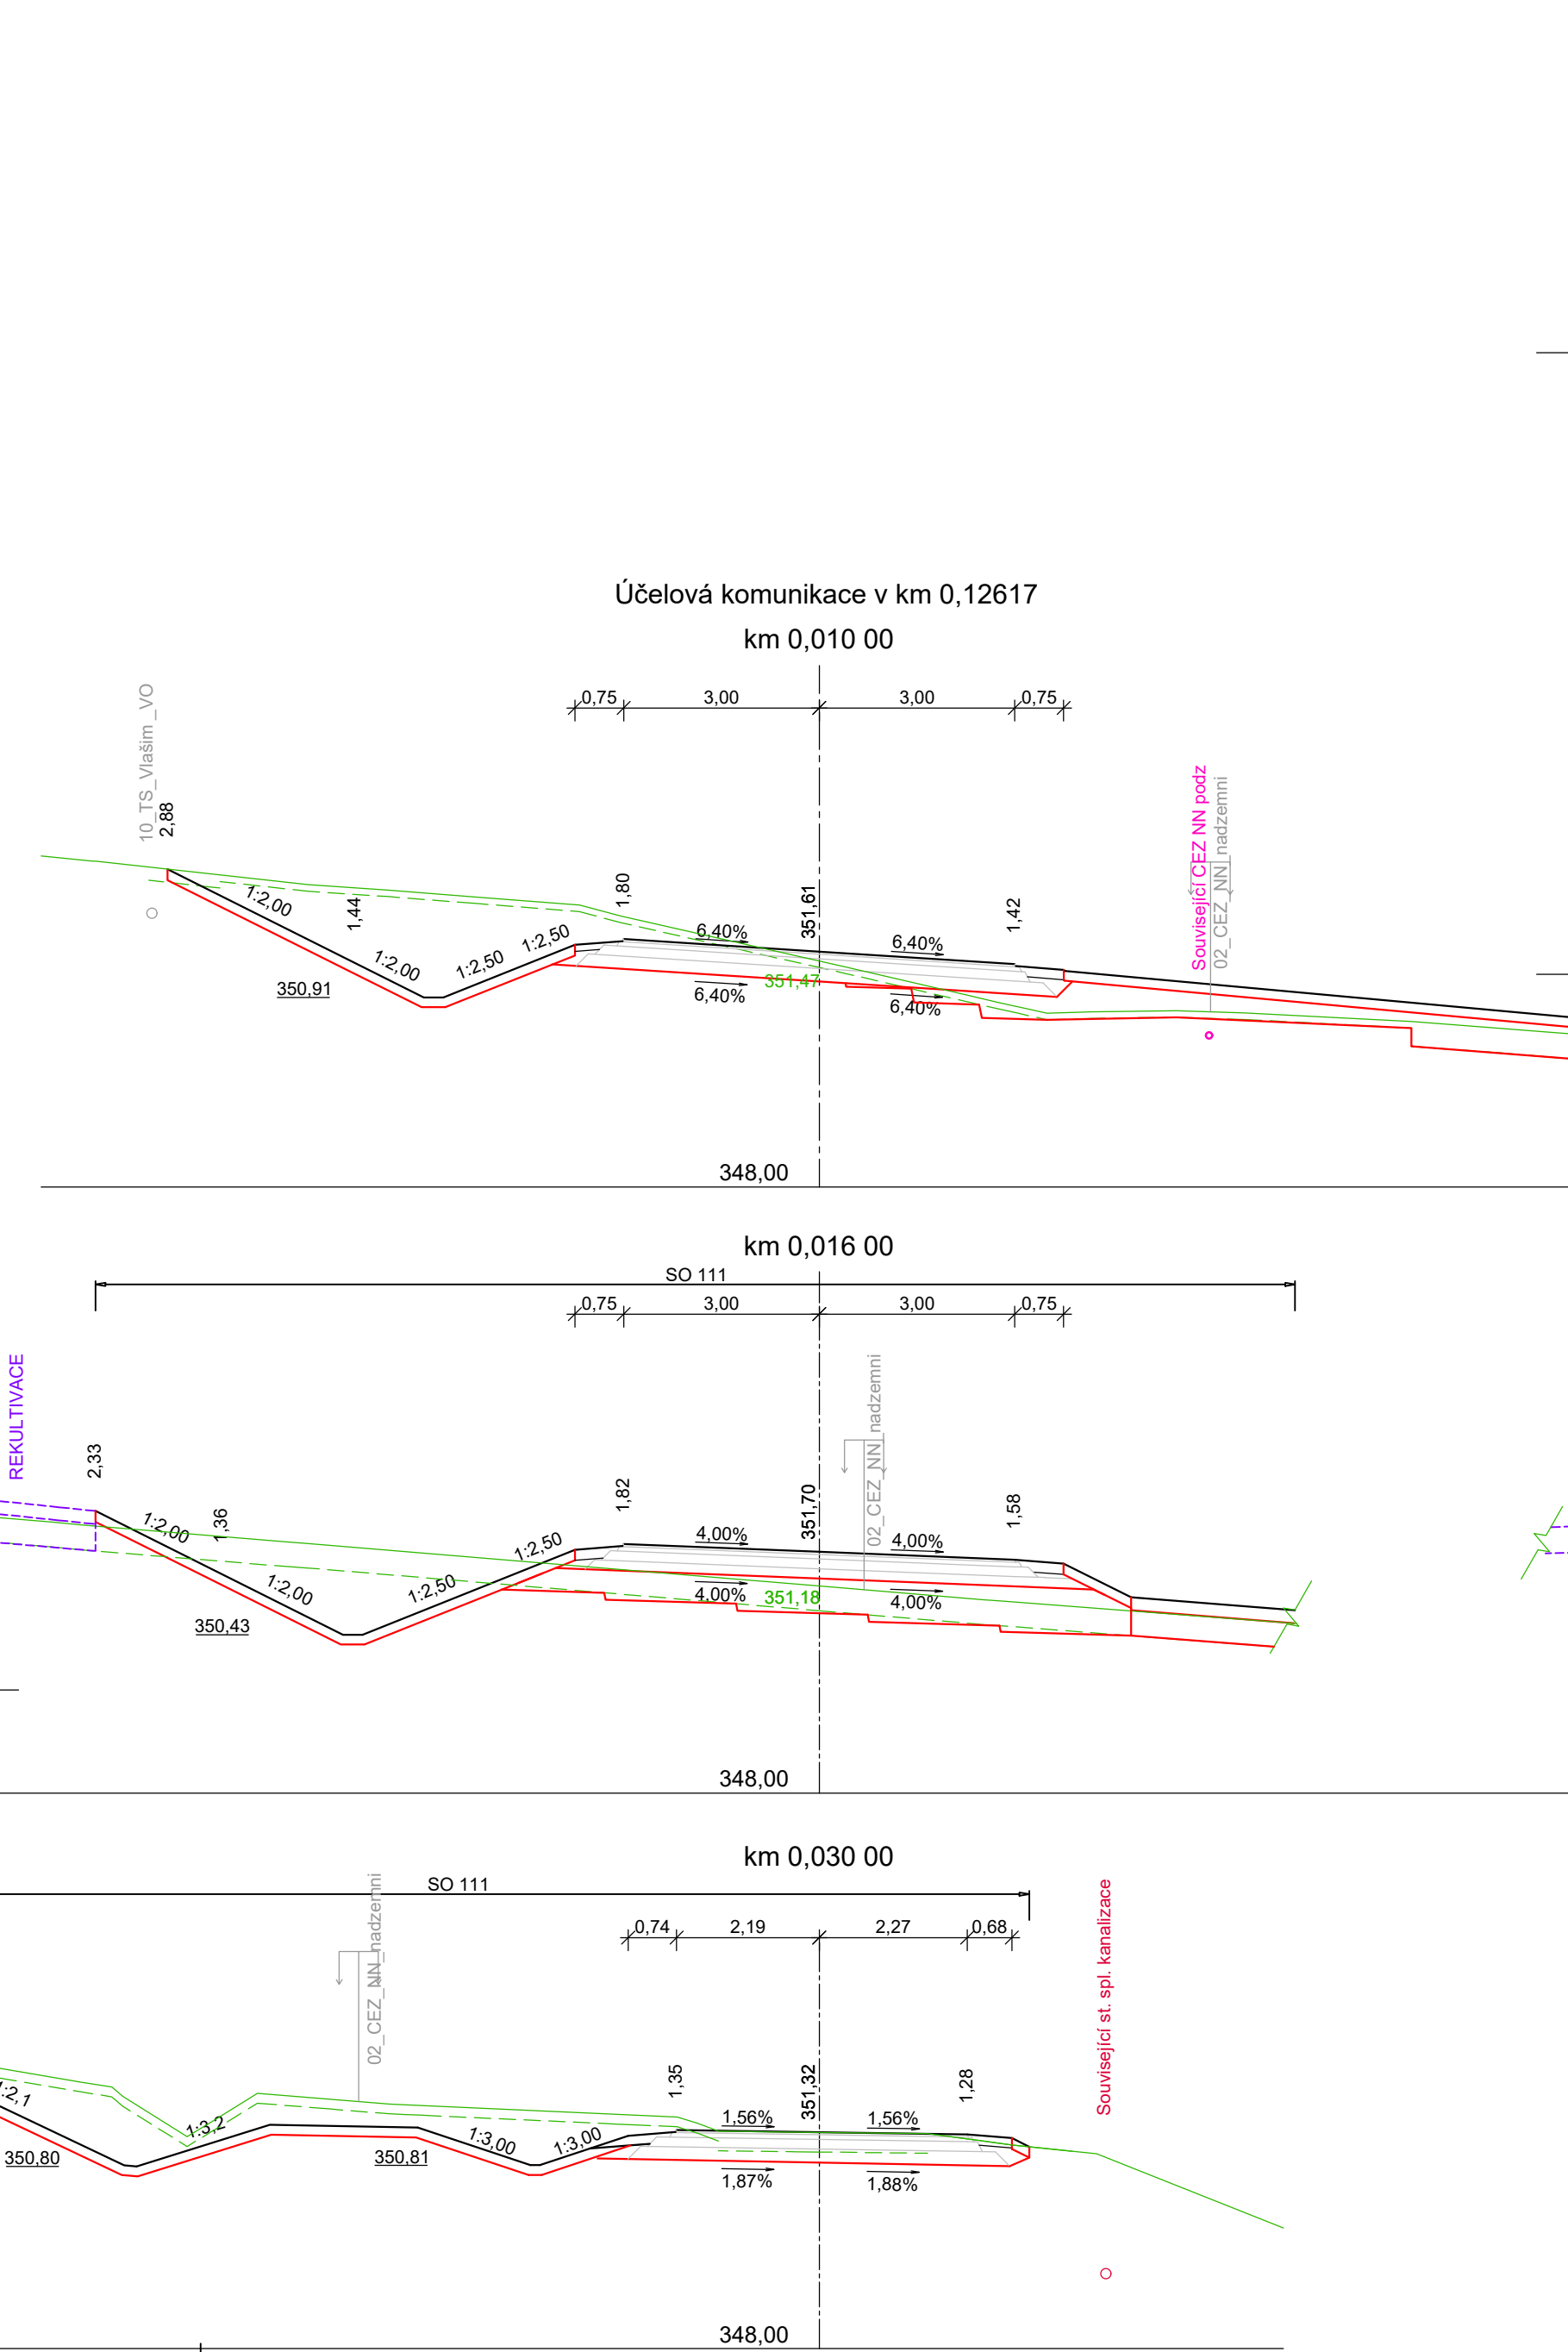 Účelová komunikace v km 0,12617
km 0,010 00
0,75 3,00 3,00 0,75
10_TS_Vlašim _VO
2,88
Související CEZ NN podz
02_CEZ_NN_nadzemni
1:2,00
1,44
1:2,00
1:2,50
1:2,50
1,80
351,61
1,42
6,40% 6,40%
350,91
6,40%
351,47
6,40%
348,00
km 0,016 00
SO 111
0,75 3,00 3,00 0,75
REKULTIVACE
2,33
02_CEZ_NN_nadzemni
1:2,00
1,36
1:2,00
1:2,50
1:2,50
1,82
351,70
1,58
4,00% 4,00%
350,43
4,00%
351,18
4,00%
348,00
km 0,030 00
SO 111
02_CEZ_NN_nadzemni
0,74 2,19 2,27 0,68
Související st. spl. kanalizace
1:2,1
1:3,2
1:3,00
1:3,00
1,35
351,32
1,28
1,56% 1,56%
350,80
350,81
1,87% 1,88%
348,00